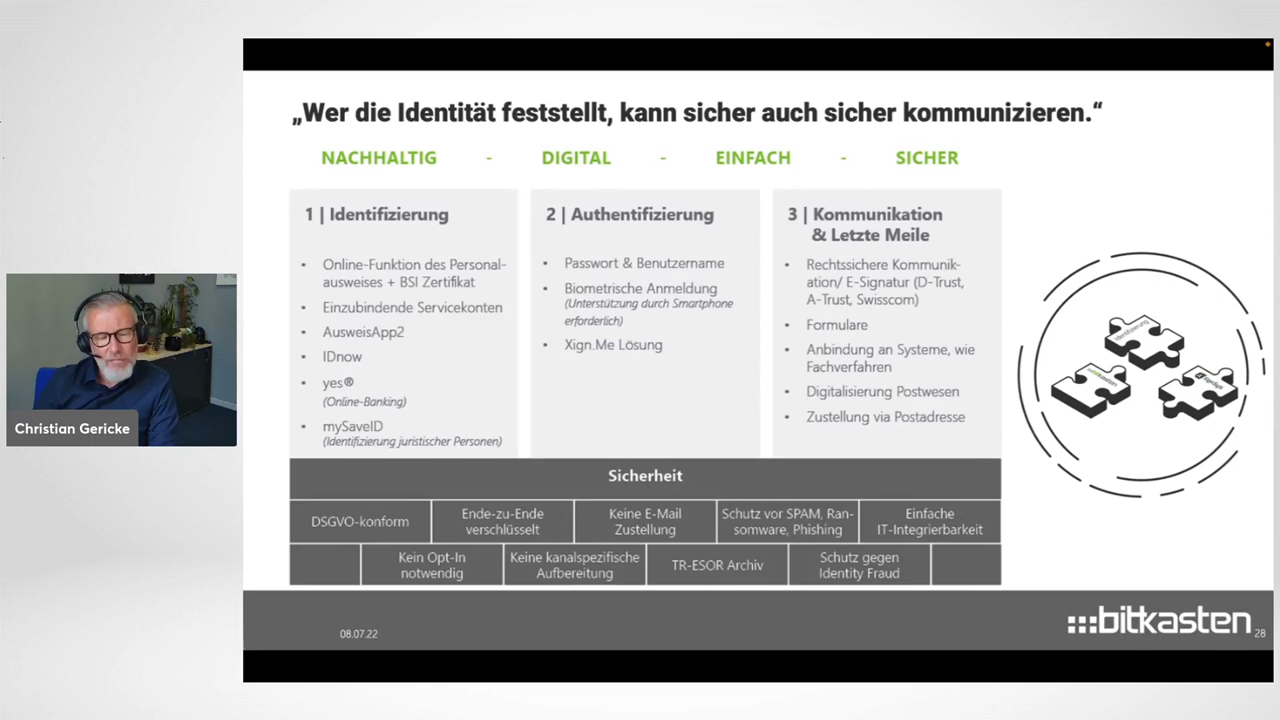 „Wer die Identität feststellt, kann sicher auch sicher kommunizieren.“
NACHHALTIG - DIGITAL - EINFACH - SICHER
1 | Identifizierung
• Online-Funktion des Personal-
ausweises + BSI Zertifikat
• Einzubindende Servicekonten
• AusweisApp2
• IDnow
• yes®
(Online-Banking)
• mySaveID
(Identifizierung juristischer Personen)
2 | Authentifizierung
• Passwort & Benutzername
• Biometrische Anmeldung
(Unterstützung durch Smartphone
erforderlich)
• Xign.Me Lösung
3 | Kommunikation
& Letzte Meile
• Rechtssichere Kommunik-
ation/ E-Signatur (D-Trust,
A-Trust, Swisscom)
• Formulare
• Anbindung an Systeme, wie
Fachverfahren
• Digitalisierung Postwesen
• Zustellung via Postadresse
Identifizierung
Christian Gericke
Sicherheit
DSGVO-konform
Ende-zu-Ende
verschlüsselt
Keine E-Mail
Zustellung
Schutz vor SPAM, Ran-
somware, Phishing
Einfache
IT-Integrierbarkeit
Kein Opt-In
notwendig
Keine kanalspezifische
Aufbereitung
TR-ESOR Archiv
Schutz gegen
Identity Fraud
08.07.22
bitkasten
28